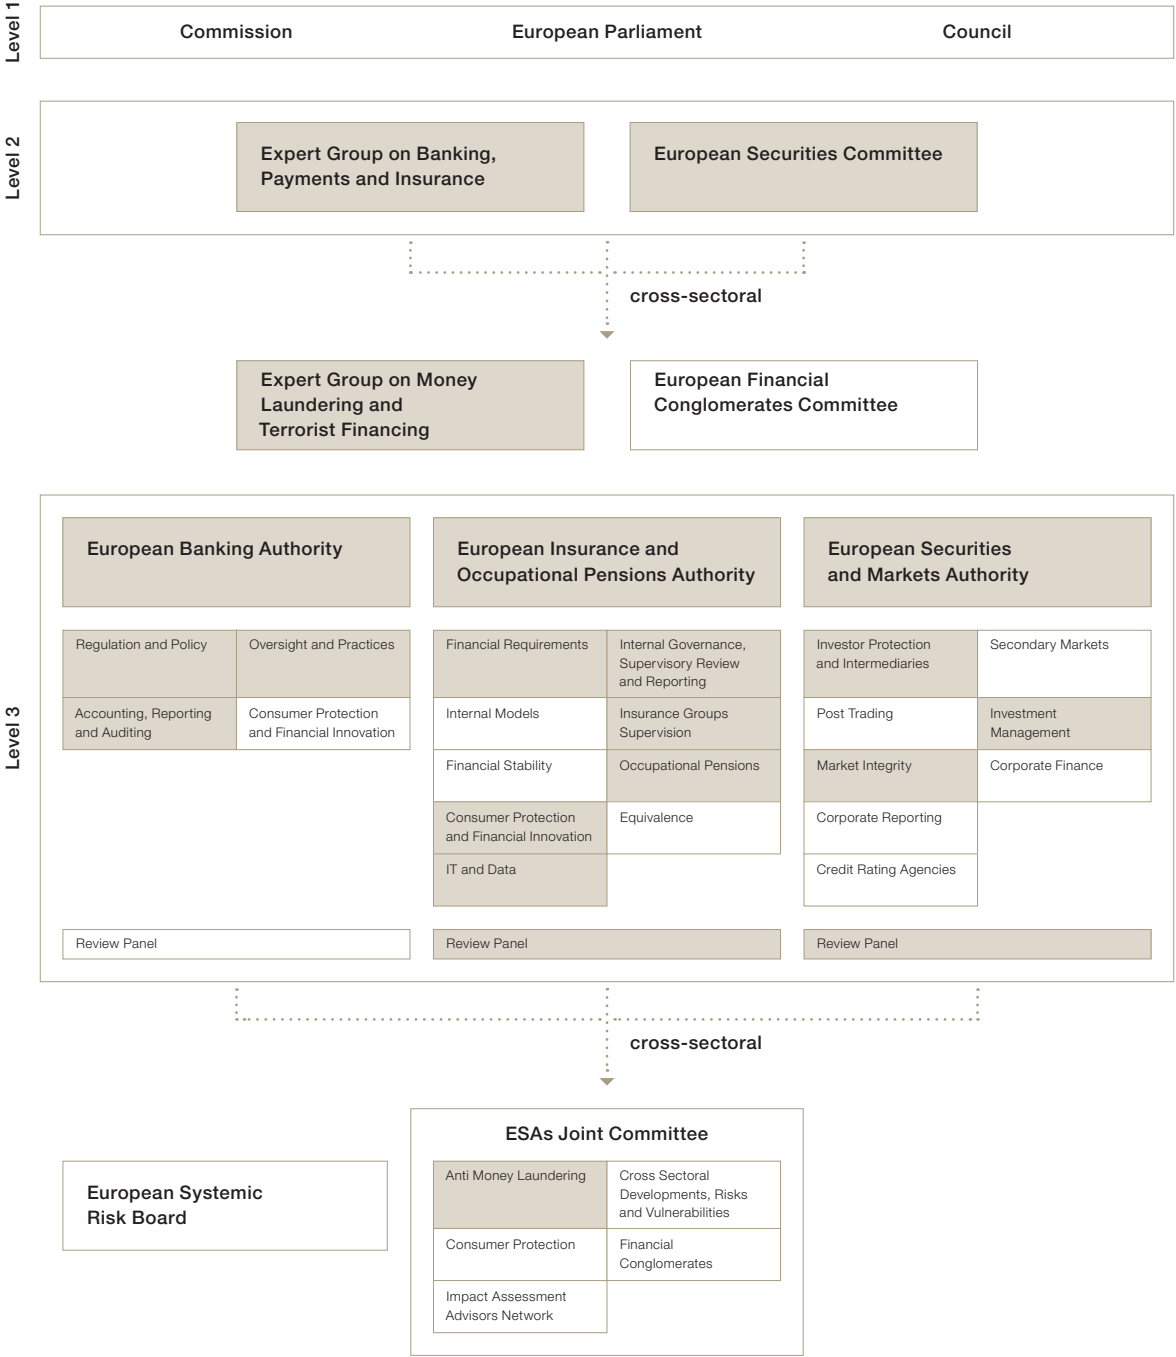 Level 1
Commission
European Parliament
Council
Level 2
Expert Group on Banking,
Payments and Insurance
European Securities Committee
cross-sectoral
Expert Group on Money
Laundering and
Terrorist Financing
European Financial
Conglomerates Committee
Level 3
European Banking Authority
Regulation and Policy
Oversight and Practices
Accounting, Reporting
and Auditing
Consumer Protection
and Financial Innovation
Review Panel
European Insurance and
Occupational Pensions Authority
Financial Requirements
Internal Governance,
Supervisory Review
and Reporting
Internal Models
Insurance Groups
Supervision
Financial Stability
Occupational Pensions
Consumer Protection
and Financial Innovation
Equivalence
IT and Data
Review Panel
European Securities
and Markets Authority
Investor Protection
and Intermediaries
Secondary Markets
Post Trading
Investment
Management
Market Integrity
Corporate Finance
Corporate Reporting
Credit Rating Agencies
Review Panel
cross-sectoral
European Systemic
Risk Board
ESAs Joint Committee
Anti Money Laundering
Cross Sectoral
Developments, Risks
and Vulnerabilities
Consumer Protection
Financial
Conglomerates
Impact Assessment
Advisors Network